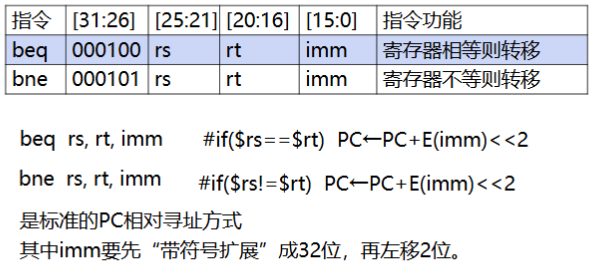 指令 [31:26] [25:21] [20:16] [15:0] 指令功能
beq 000100 rs rt imm 寄存器相等则转移
bne 000101 rs rt imm 寄存器不等则转移
beq rs, rt, imm #if($rs==$rt) PC←PC+E(imm)<<2
bne rs, rt, imm #if($rs!=$rt) PC←PC+E(imm)<<2
是标准的PC相对寻址方式
其中imm要先“带符号扩展”成32位，再左移2位。